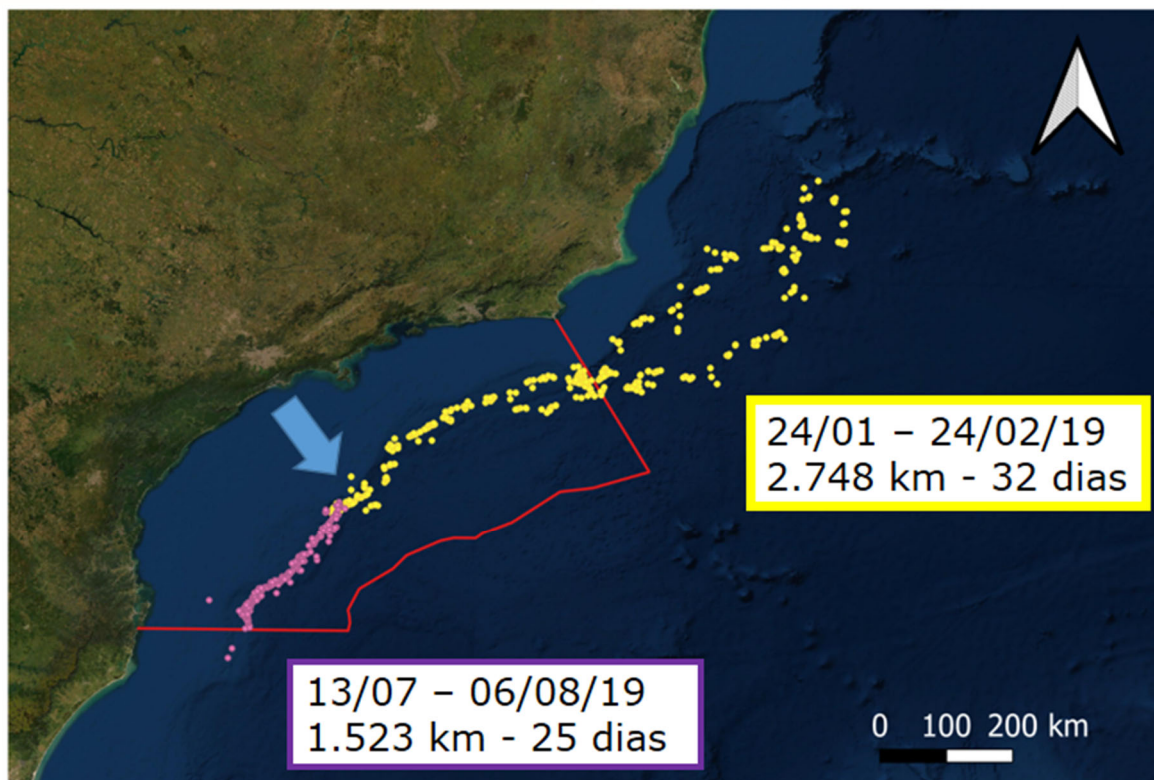 24/01 – 24/02/19
2.748 km - 32 dias
13/07 – 06/08/19
1.523 km - 25 dias
0 100 200 km